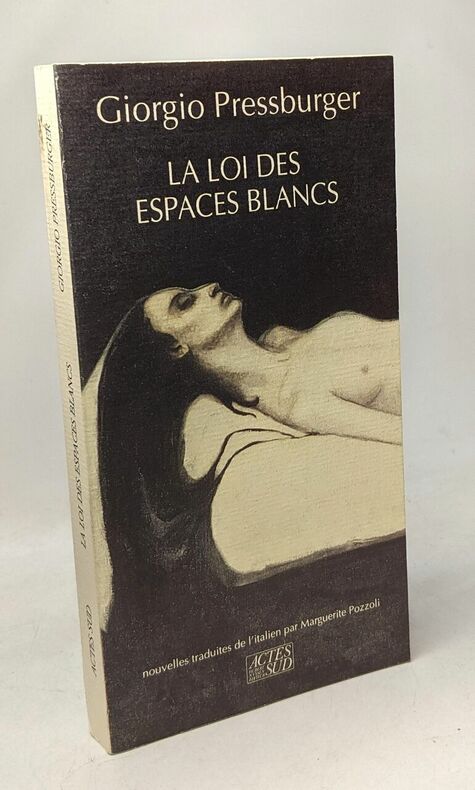 Giorgio Pressburger
LA LOI DES
ESPACES BLANCS
nouvelles traduites de l'italien par Marguerite Pozzoli
ACTES
SUD
GIORGIO PRESSBURGER
LA LOI DES ESPACES BLANCS
ACTES SUD